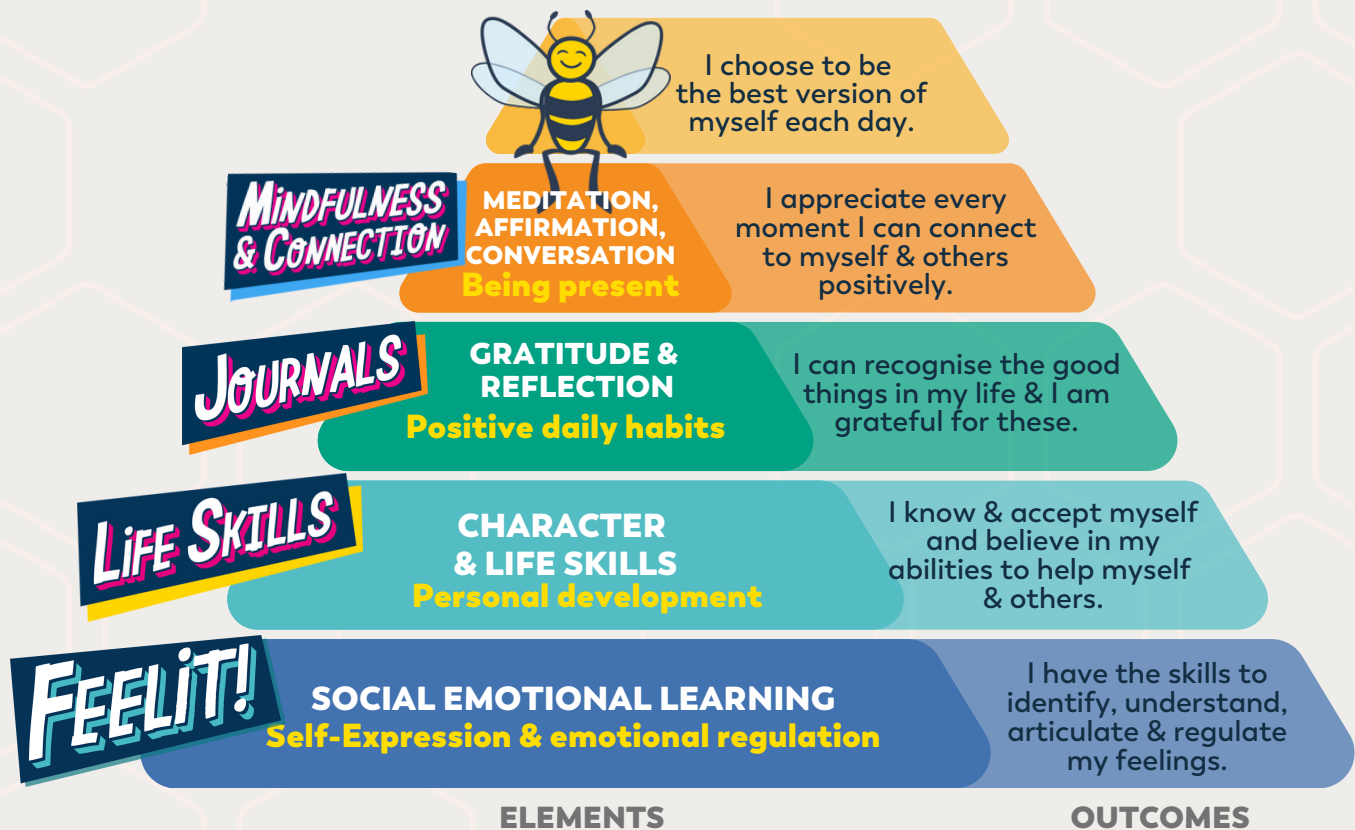 I choose to be
the best version of
myself each day.
MiNDFULNESS
& CONNECTION
MEDITATION,
AFFIRMATION,
CONVERSATION
Being present
I appreciate every
moment I can connect
to myself & others
positively.
JOURNALS
GRATITUDE &
REFLECTION
Positive daily habits
I can recognise the good
things in my life & I am
grateful for these.
LiFE SKiLLS
CHARACTER
& LIFE SKILLS
Personal development
I know & accept myself
and believe in my
abilities to help myself
& others.
FEELiT!
SOCIAL EMOTIONAL LEARNING
Self-Expression & emotional regulation
I have the skills to
identify, understand,
articulate & regulate
my feelings.
ELEMENTS
OUTCOMES